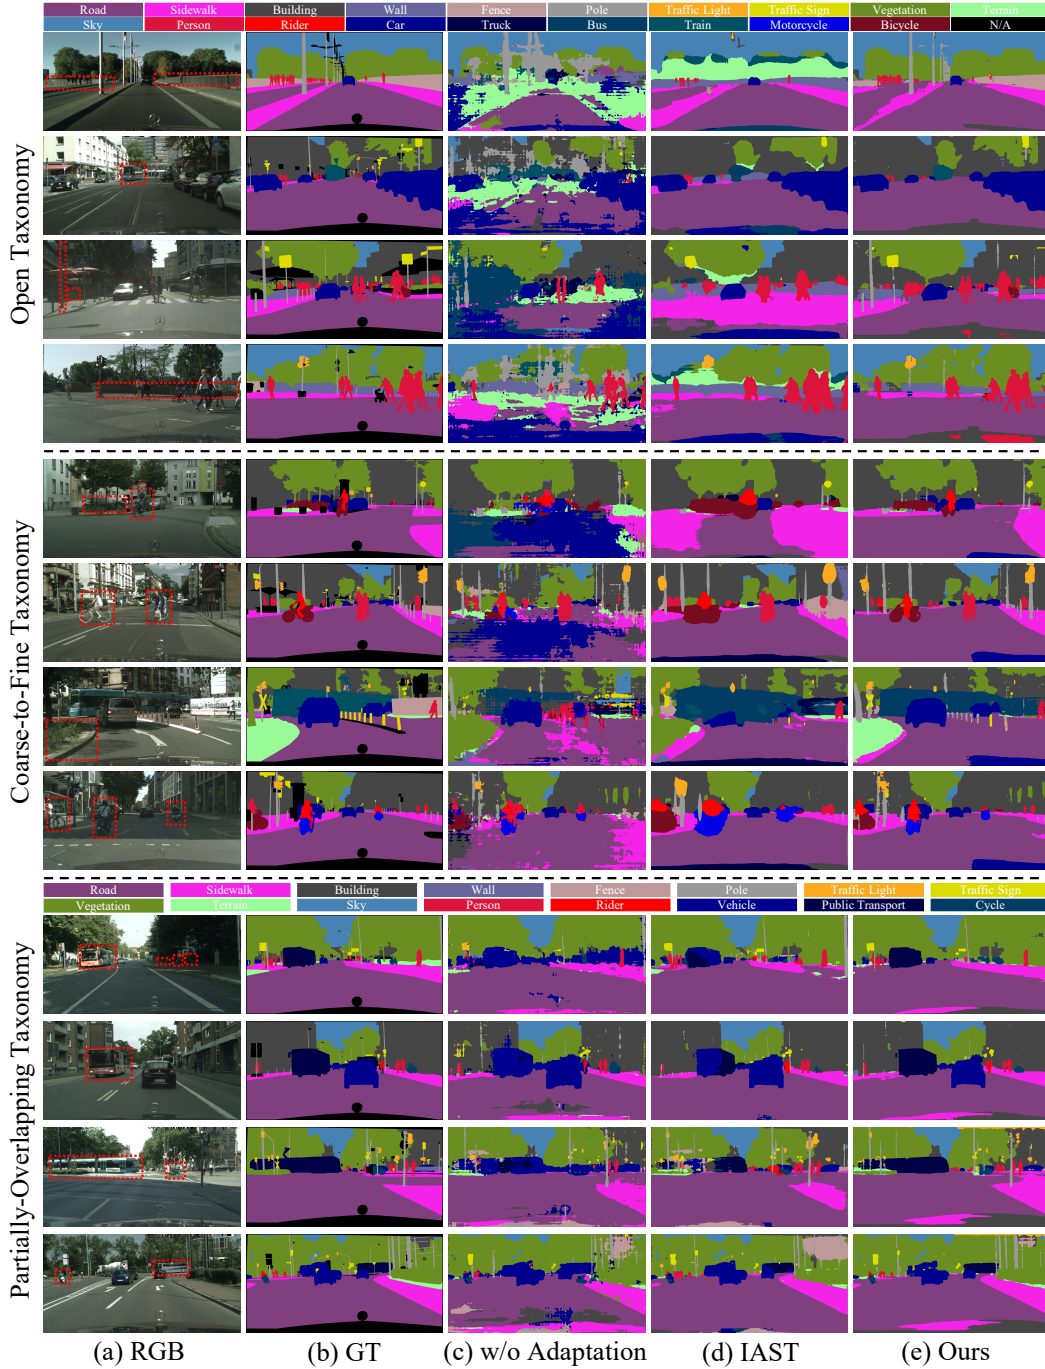 Road Sidewalk Building Wall Fence Pole Traffic Light Traffic Sign Vegetation Terrain
Sky Person Rider Car Truck Bus Train Motorcycle Bicycle N/A
Open Taxonomy
Coarse-to-Fine Taxonomy
Road Sidewalk Building Wall Fence Pole Traffic Light Traffic Sign
Vegetation Terrain Sky Person Rider Vehicle Public Transport Cycle
Partially-Overlapping Taxonomy
(a) RGB (b) GT (c) w/o Adaptation (d) IAST (e) Ours